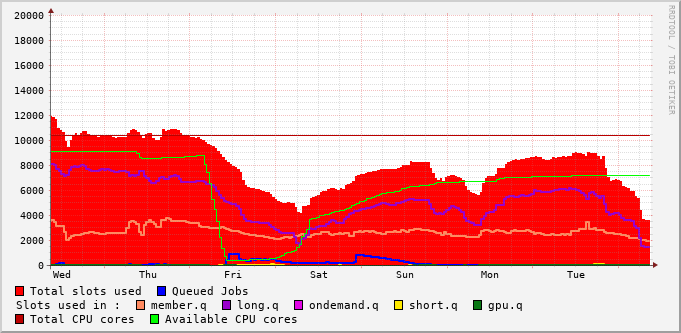 RRDTOOL / TOBI OETIKER
20000
18000
16000
14000
12000
10000
8000
6000
4000
2000
0
Wed Thu Fri Sat Sun Mon Tue
Total slots used Queued Jobs
Slots used in : member.q long.q ondemand.q short.q gpu.q
Total CPU cores Available CPU cores